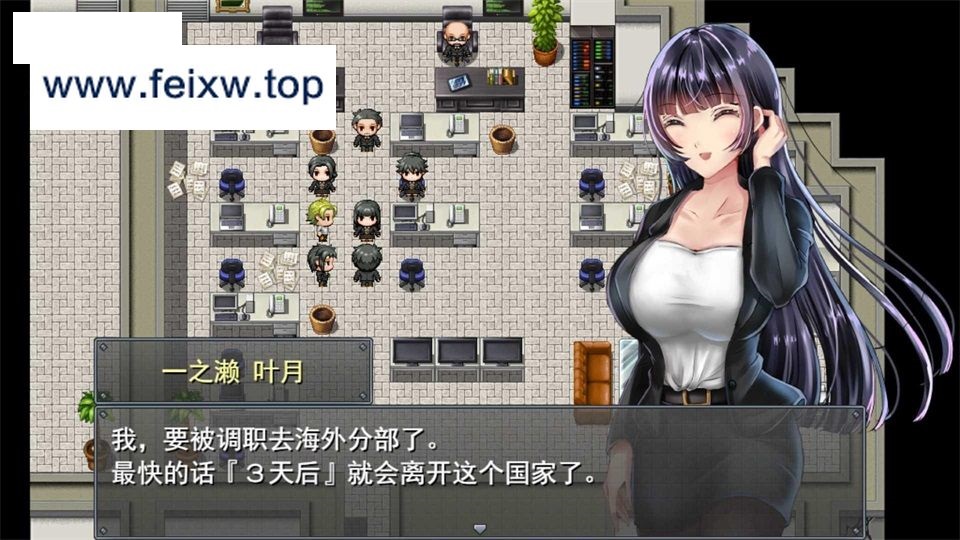 www.feixw.top
一之濑 叶月
我，要被调职去海外分部了。
最快的话『３天后』就会离开这个国家了。